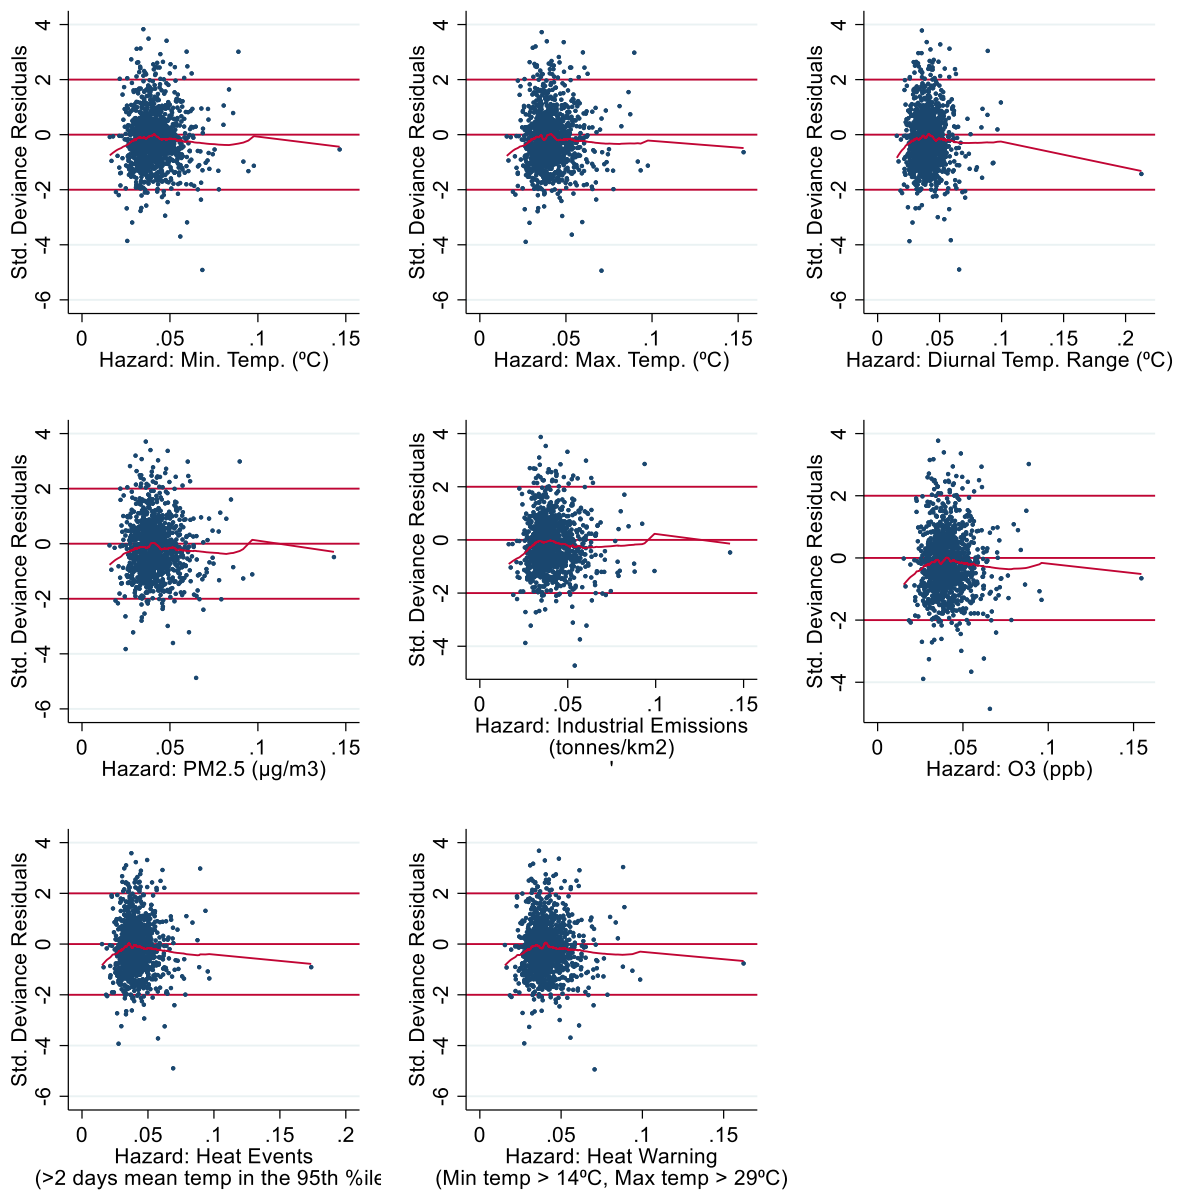 Std. Deviance Residuals
4
2
0
-2
-4
-6
0 .05 .1 .15
Hazard: Min. Temp. (ºC)
Std. Deviance Residuals
4
2
0
-2
-4
-6
0 .05 .1 .15
Hazard: Max. Temp. (ºC)
Std. Deviance Residuals
4
2
0
-2
-4
-6
0 .05 .1 .15 .2
Hazard: Diurnal Temp. Range (ºC)
Std. Deviance Residuals
4
2
0
-2
-4
-6
0 .05 .1 .15
Hazard: PM2.5 (µg/m3)
Std. Deviance Residuals
4
2
0
-2
-4
0 .05 .1 .15
Hazard: Industrial Emissions
(tonnes/km2)
'
Std. Deviance Residuals
4
2
0
-2
-4
0 .05 .1 .15
Hazard: O3 (ppb)
Std. Deviance Residuals
4
2
0
-2
-4
-6
0 .05 .1 .15 .2
Hazard: Heat Events
(>2 days mean temp in the 95th %ile
Std. Deviance Residuals
4
2
0
-2
-4
-6
0 .05 .1 .15
Hazard: Heat Warning
(Min temp > 14ºC, Max temp > 29ºC)